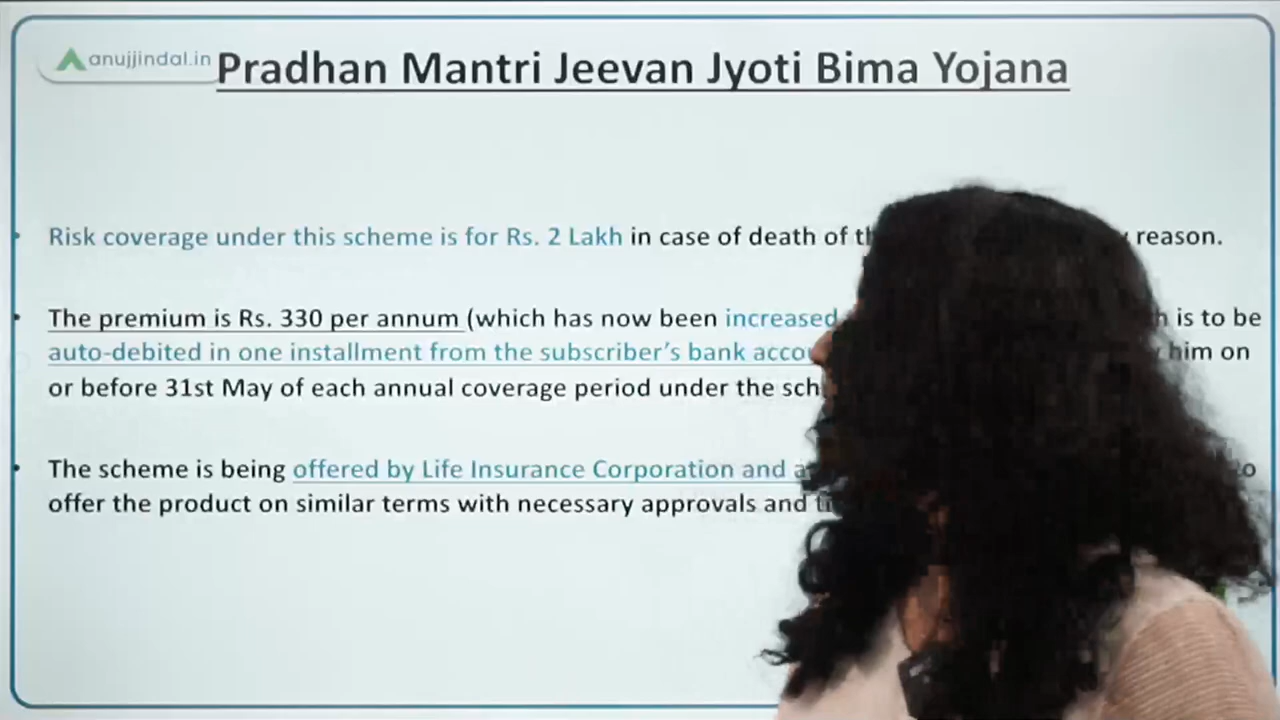 anujjindal.in
Pradhan Mantri Jeevan Jyoti Bima Yojana
Risk coverage under this scheme is for Rs. 2 Lakh in case of death of reason.
The premium is Rs. 330 per annum (which has now been increased is to be
auto-debited in one installment from the subscriber’s bank him on
or before 31st May of each annual coverage period under the
The scheme is being offered by Life Insurance Corporation and
offer the product on similar terms with necessary approvals and